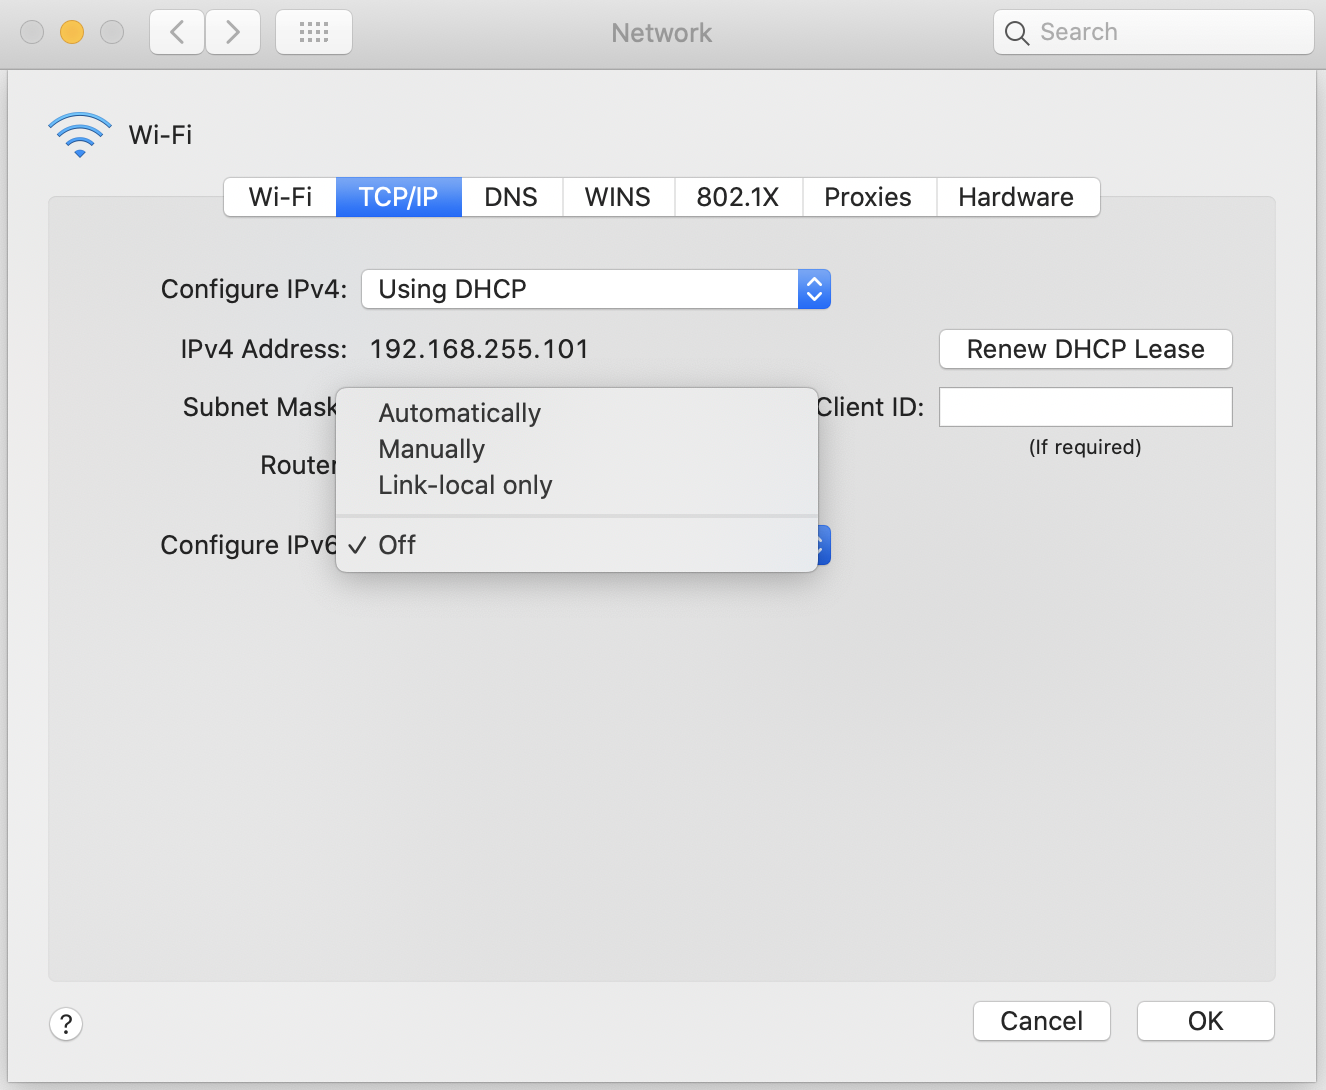 Network
Search
Wi-Fi
Wi-Fi TCP/IP DNS WINS 802.1X Proxies Hardware
Configure IPv4: Using DHCP
IPv4 Address: 192.168.255.101 Renew DHCP Lease
Subnet Mask Client ID:
(If required)
Router
Configure IPv6
Automatically
Manually
Link-local only
✓ Off
? Cancel OK